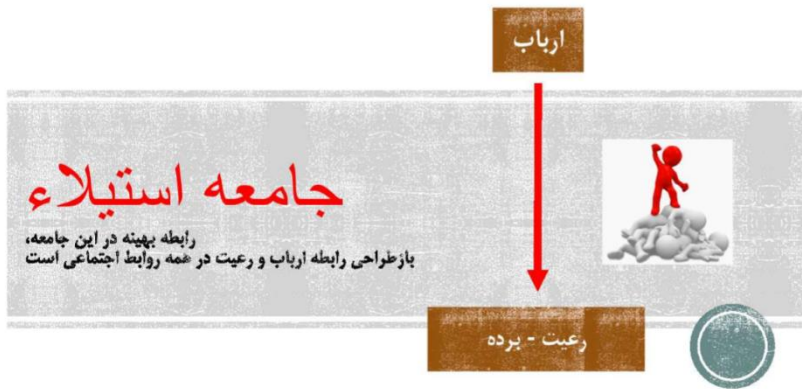 ارباب
جامعه استیلاء
رابطه بهینه در این جامعه،
بازطراحی رابطه ارباب و رعیت در همه روابط اجتماعی است
رعیت - برده